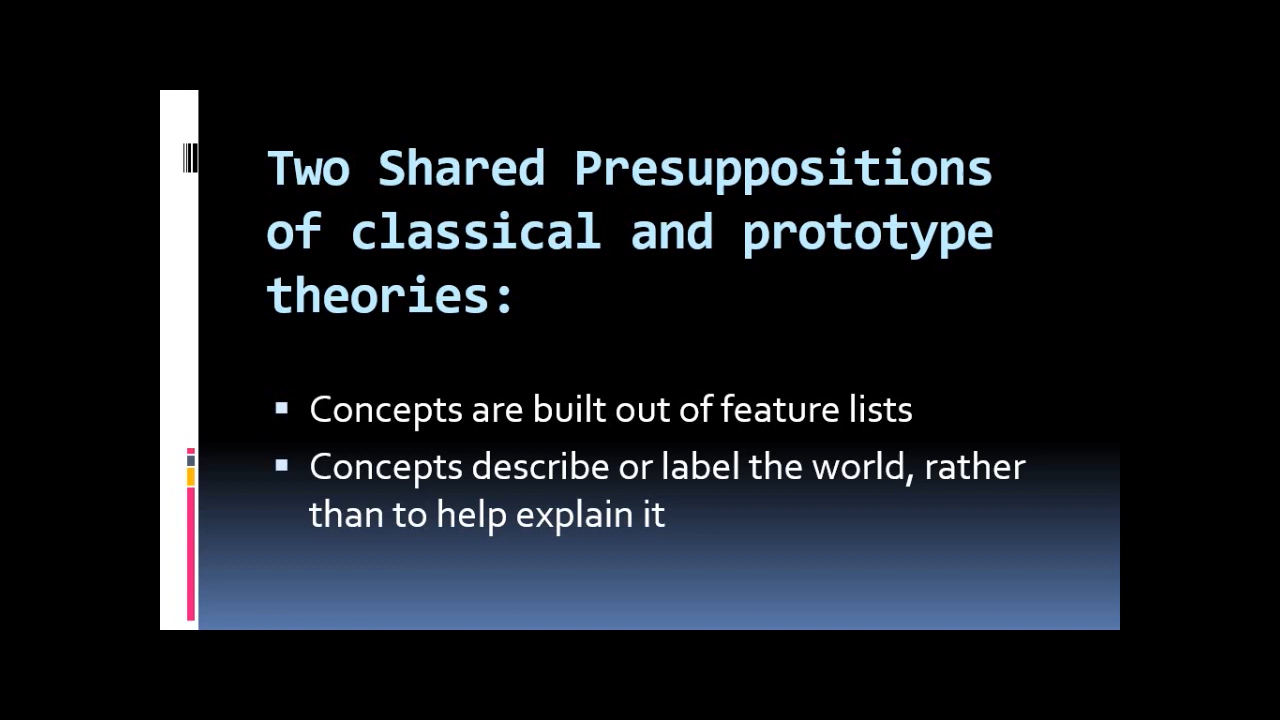 Two Shared Presuppositions
of classical and prototype
theories:
▪ Concepts are built out of feature lists
▪ Concepts describe or label the world, rather
than to help explain it